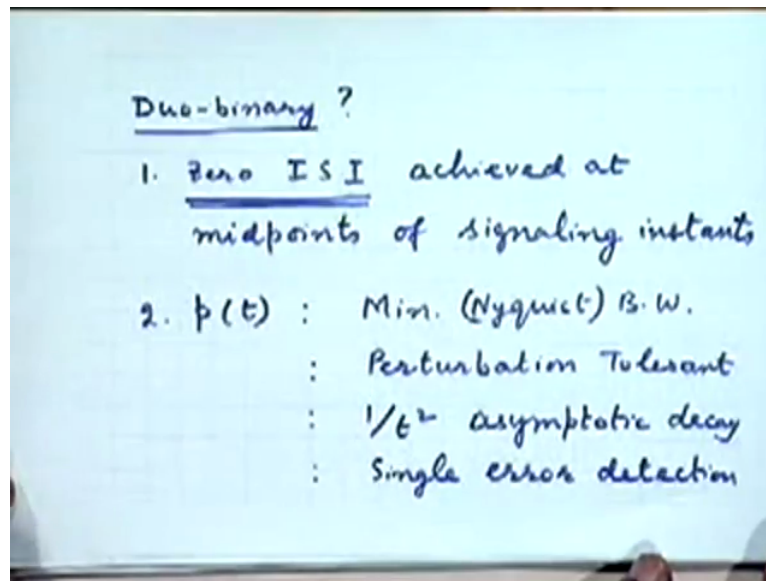 Duo-binary ?
1. Zero ISI achieved at
midpoints of signaling instants
2. p(t) : Min. (Nyquist) B.W.
: Perturbation Tolerant
: 1/t² asymptotic decay
: Single error detection